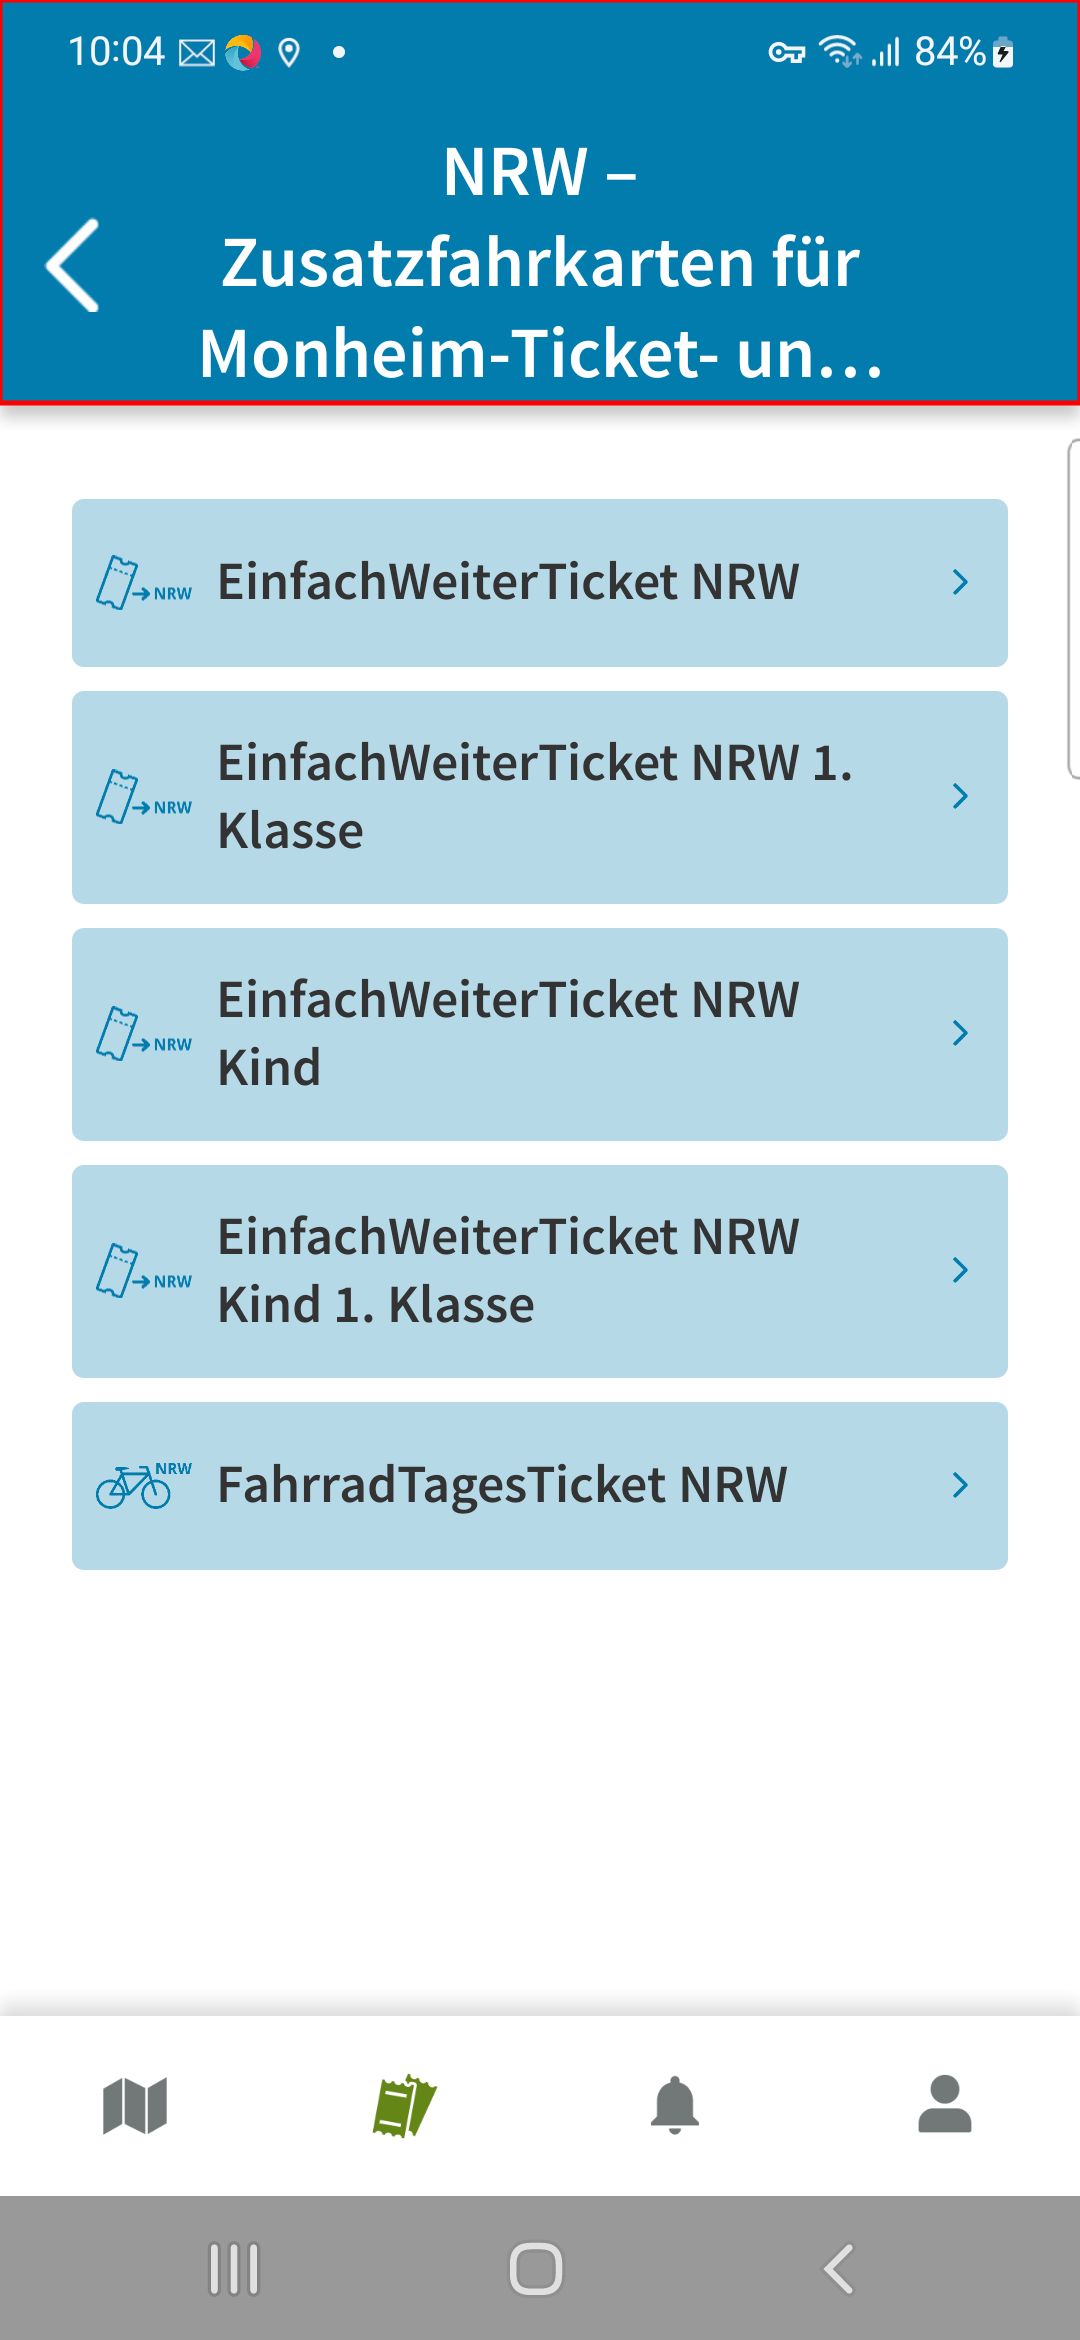 10:04
84%
NRW –
Zusatzfahrkarten für
Monheim-Ticket- un…
NRW
EinfachWeiterTicket NRW
NRW
EinfachWeiterTicket NRW 1.
Klasse
NRW
EinfachWeiterTicket NRW
Kind
NRW
EinfachWeiterTicket NRW
Kind 1. Klasse
NRW
FahrradTagesTicket NRW